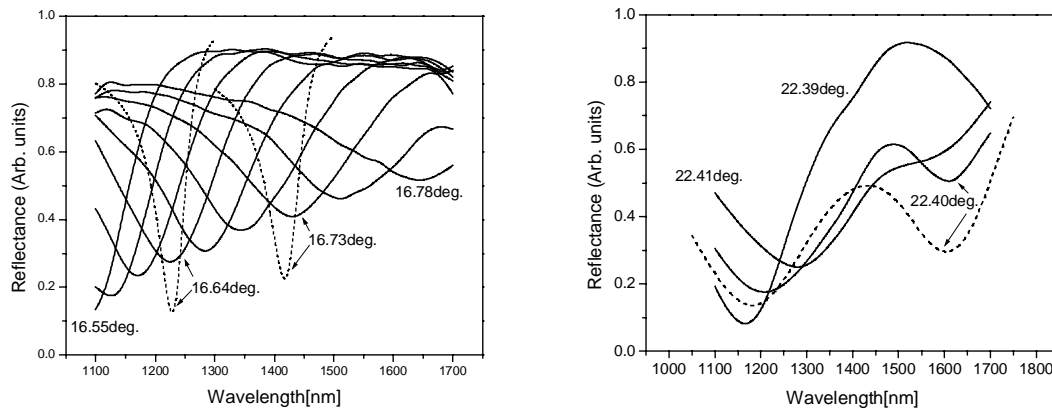 1.0
0.8
0.6
0.4
0.2
0.0
Reflectance (Arb. units)
16.78deg.
16.73deg.
16.64deg.
16.55deg.
1100 1200 1300 1400 1500 1600 1700
Wavelength[nm]
1.0
0.8
0.6
0.4
0.2
0.0
Reflectance (Arb. units)
22.39deg.
22.41deg.
22.40deg.
1000 1100 1200 1300 1400 1500 1600 1700 1800
Wavelength[nm]